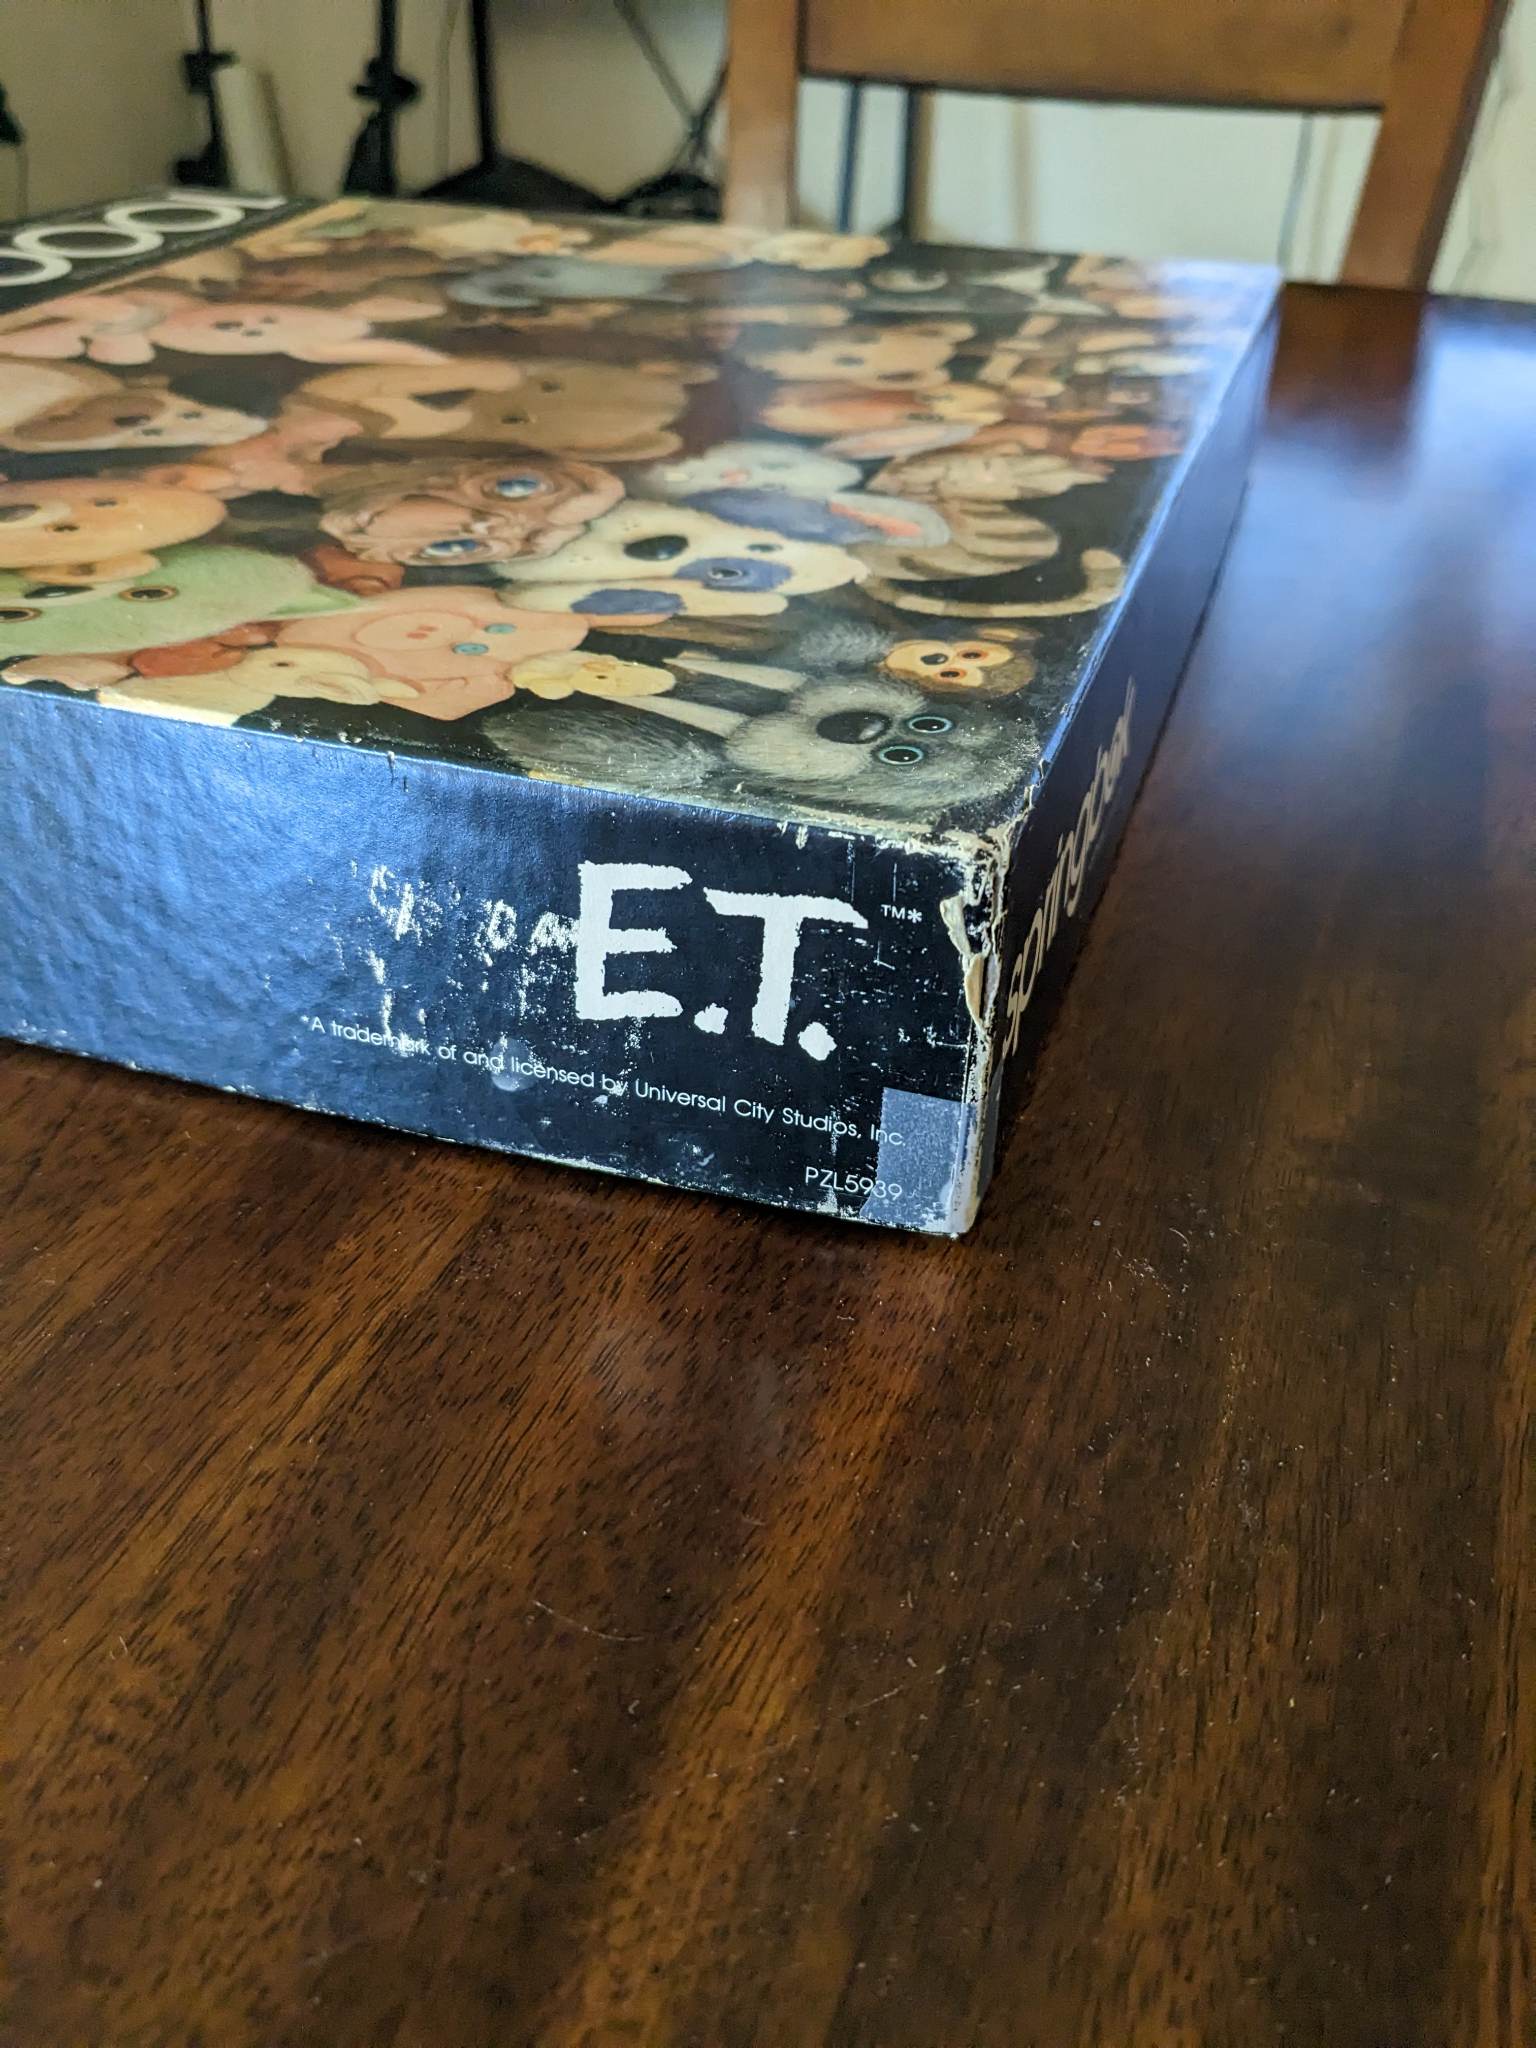 E.T.™*
*A trademark of and licensed by Universal City Studios, Inc.
PZL5939
springbok